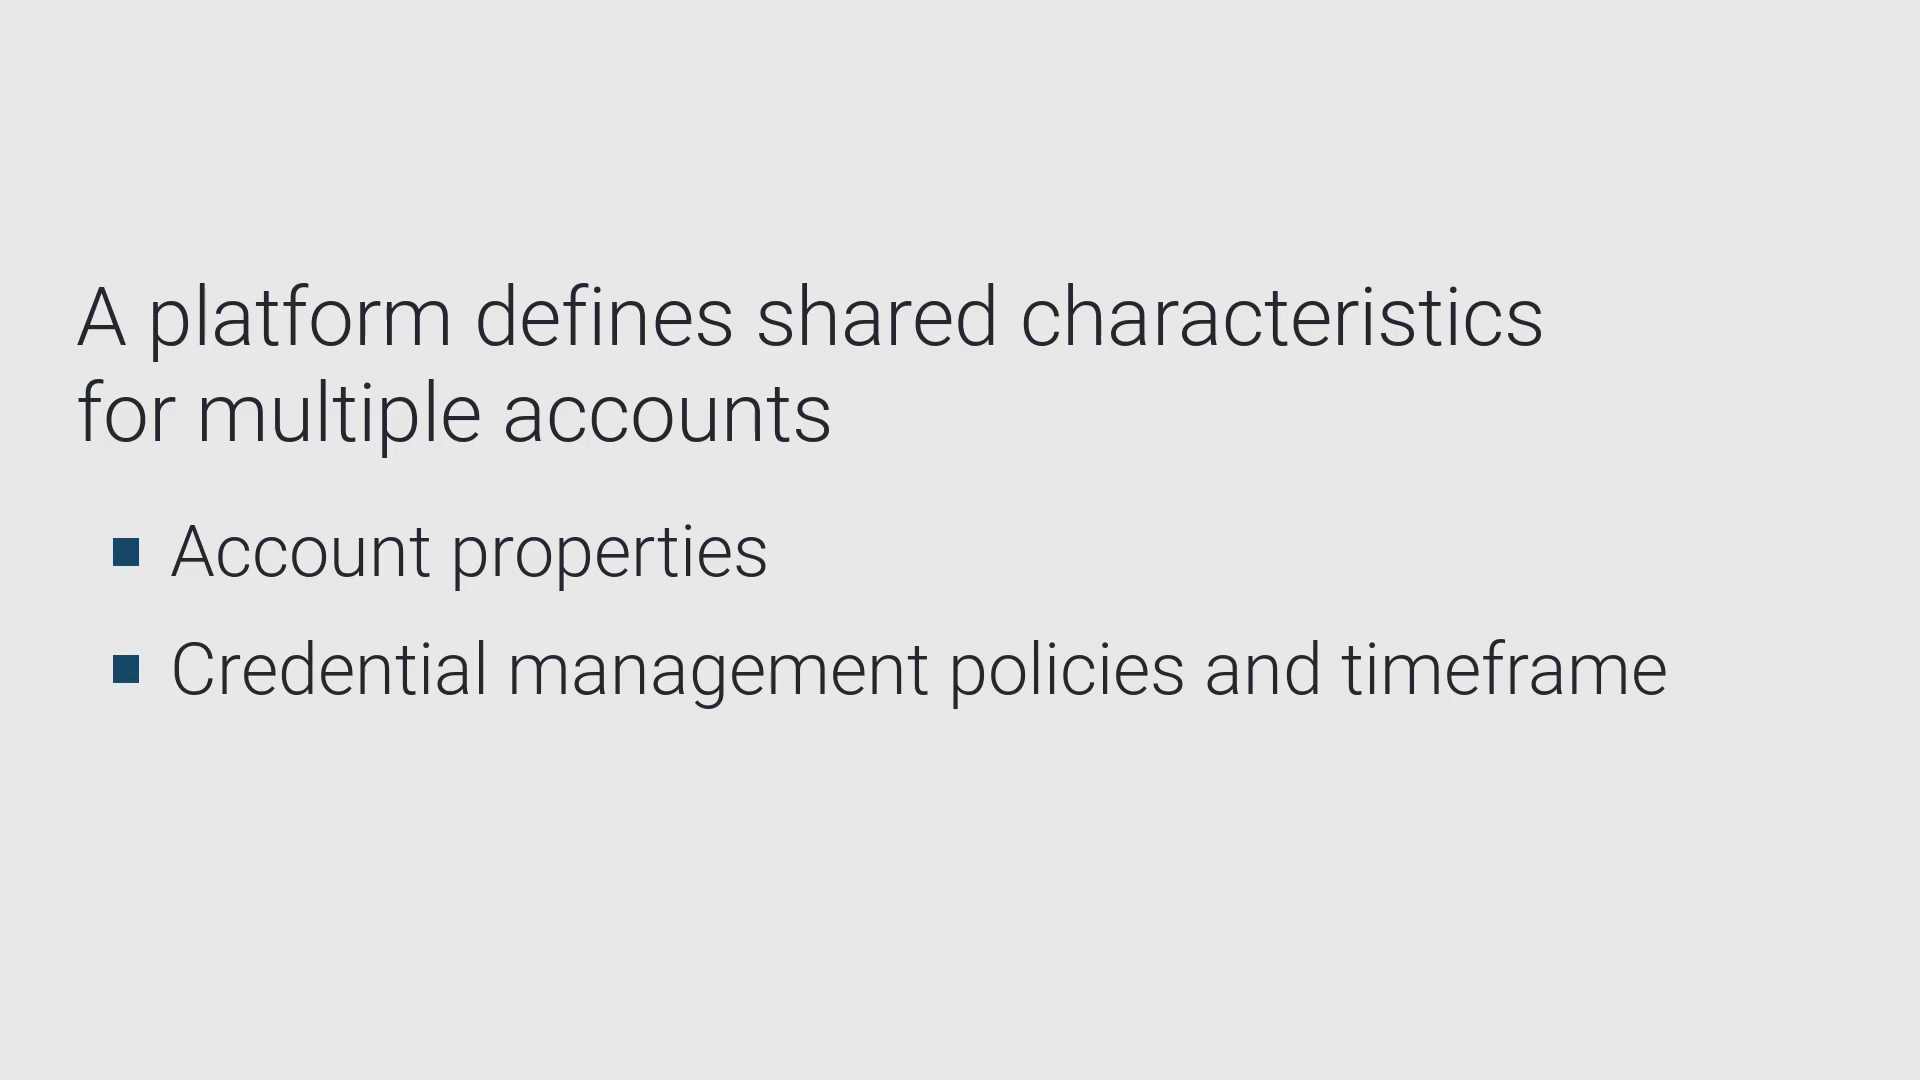 A platform defines shared characteristics
for multiple accounts
Account properties
Credential management policies and timeframe